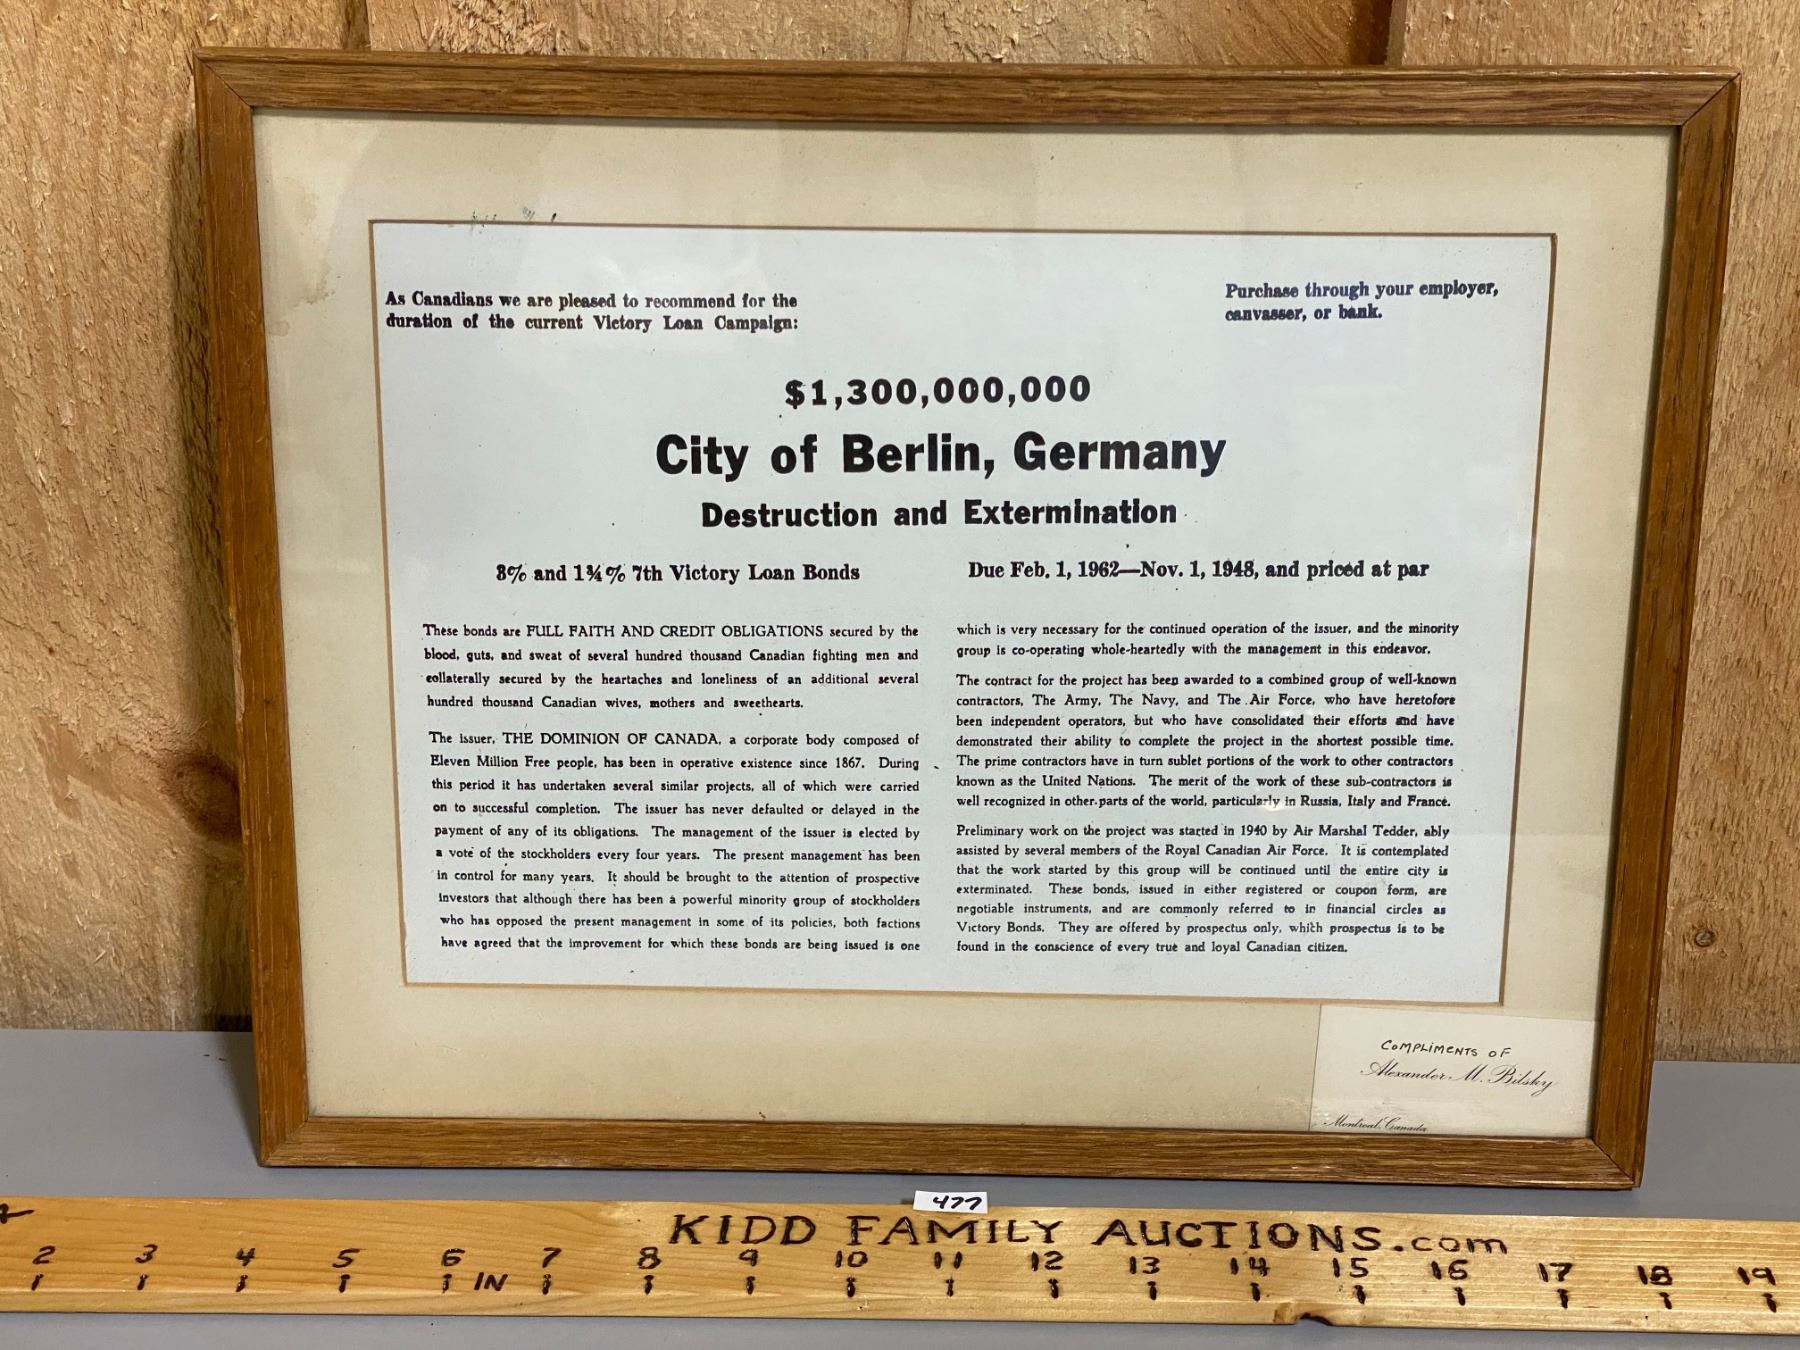 As Canadians we are pleased to recommend for the
duration of the current Victory Loan Campaign:
Purchase through your employer,
canvasser, or bank.
$1,300,000,000
City of Berlin, Germany
Destruction and Extermination
3% and 1¾% 7th Victory Loan Bonds
Due Feb. 1, 1962—Nov. 1, 1948, and priced at par
These bonds are FULL FAITH AND CREDIT OBLIGATIONS secured by the
blood, guts, and sweat of several hundred thousand Canadian fighting men and
collaterally secured by the heartaches and loneliness of an additional several
hundred thousand Canadian wives, mothers and sweethearts.
The issuer, THE DOMINION OF CANADA, a corporate body composed of
Eleven Million Free people, has been in operative existence since 1867. During
this period it has undertaken several similar projects, all of which were carried
on to successful completion. The issuer has never defaulted or delayed in the
payment of any of its obligations. The management of the issuer is elected by
a vote of the stockholders every four years. The present management has been
in control for many years. It should be brought to the attention of prospective
investors that although there has been a powerful minority group of stockholders
who has opposed the present management in some of its policies, both factions
have agreed that the improvement for which these bonds are being issued is one
which is very necessary for the continued operation of the issuer, and the minority
group is co-operating whole-heartedly with the management in this endeavor.
The contract for the project has been awarded to a combined group of well-known
contractors, The Army, The Navy, and The Air Force, who have heretofore
been independent operators, but who have consolidated their efforts and have
demonstrated their ability to complete the project in the shortest possible time.
The prime contractors have in turn sublet portions of the work to other contractors
known as the United Nations. The merit of the work of these sub-contractors is
well recognized in other parts of the world, particularly in Russia, Italy and France.
Preliminary work on the project was started in 1940 by Air Marshal Tedder, ably
assisted by several members of the Royal Canadian Air Force. It is contemplated
that the work started by this group will be continued until the entire city is
exterminated. These bonds, issued in either registered or coupon form, are
negotiable instruments, and are commonly referred to in financial circles as
Victory Bonds. They are offered by prospectus only, which prospectus is to be
found in the conscience of every true and loyal Canadian citizen.
COMPLIMENTS OF
Alexander M. Bilsky
Montreal, Canada
477
KIDD FAMILY AUCTIONS.com
2 3 4 5 6 IN 7 8 9 10 11 12 13 14 15 16 17 18 19